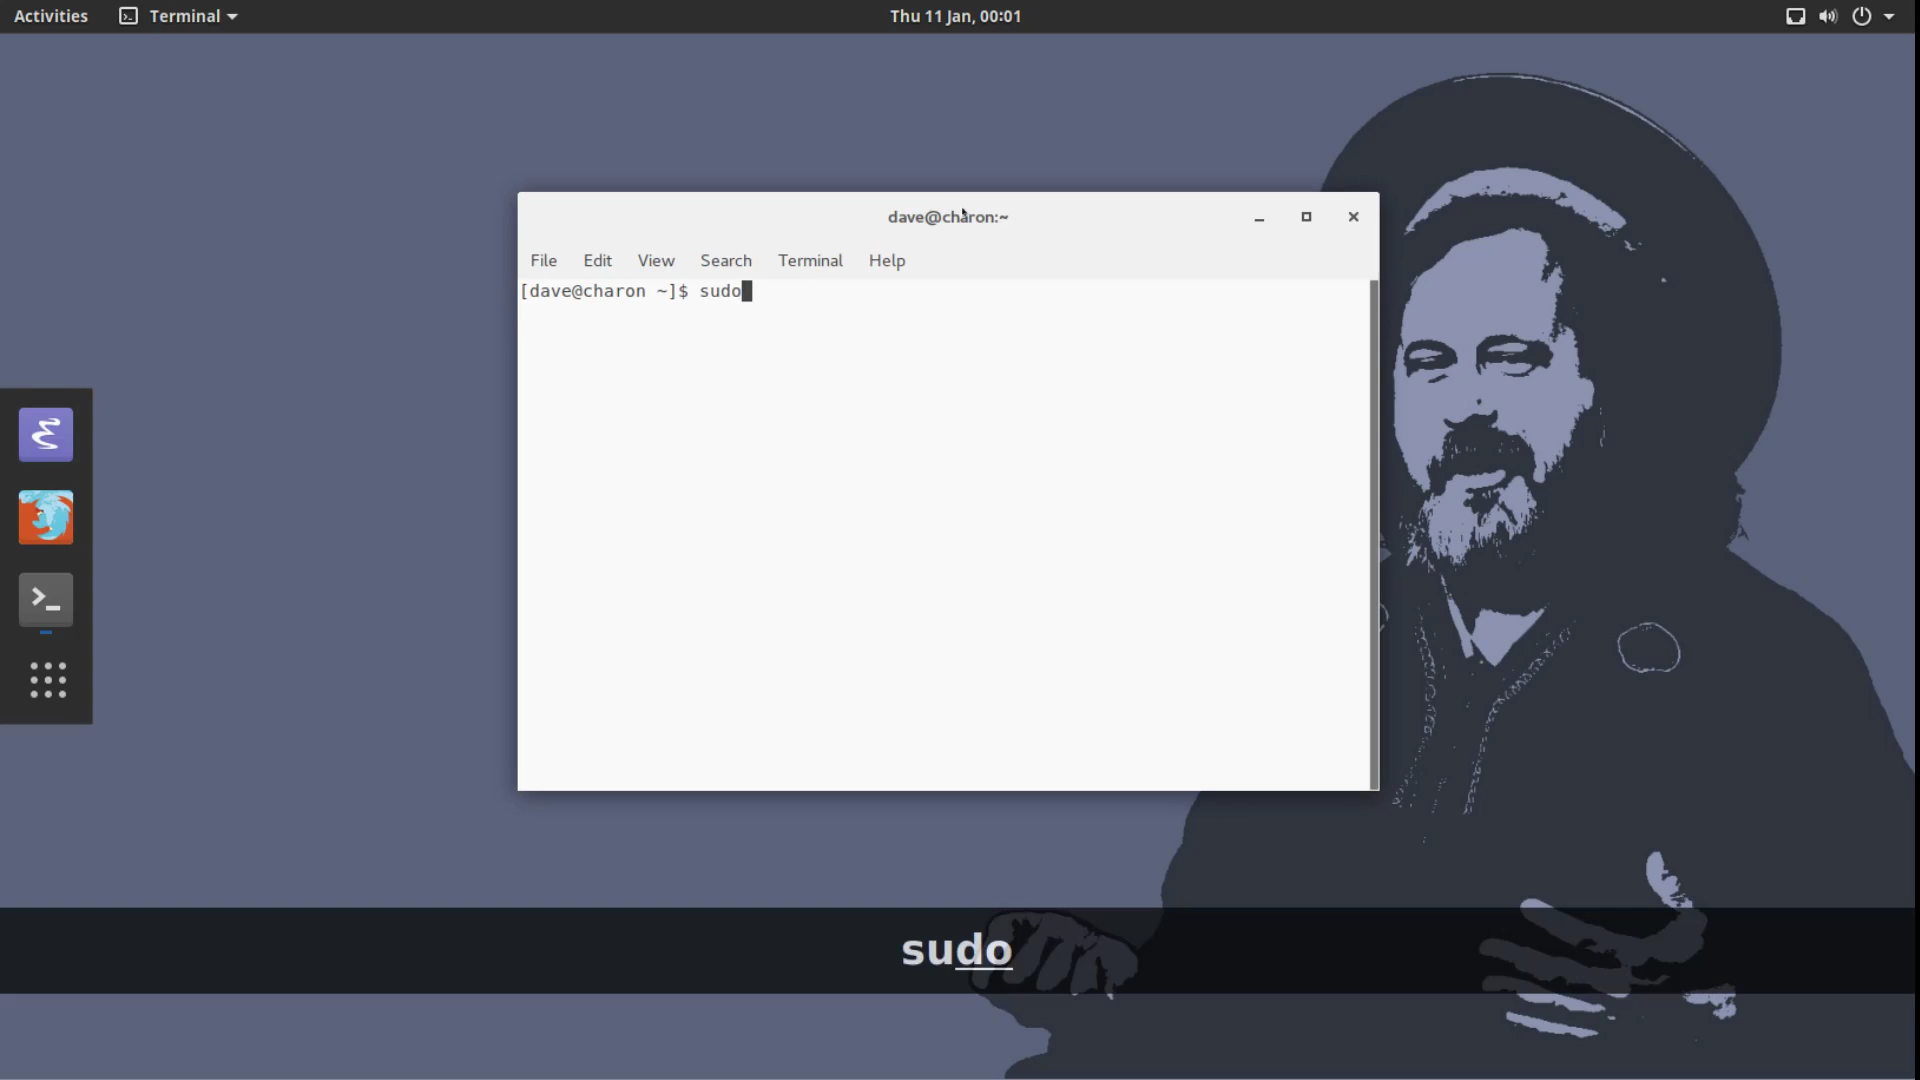 Activities Terminal Thu 11 Jan, 00:01
dave@charon:~
File Edit View Search Terminal Help
[dave@charon ~]$ sudo
sudo